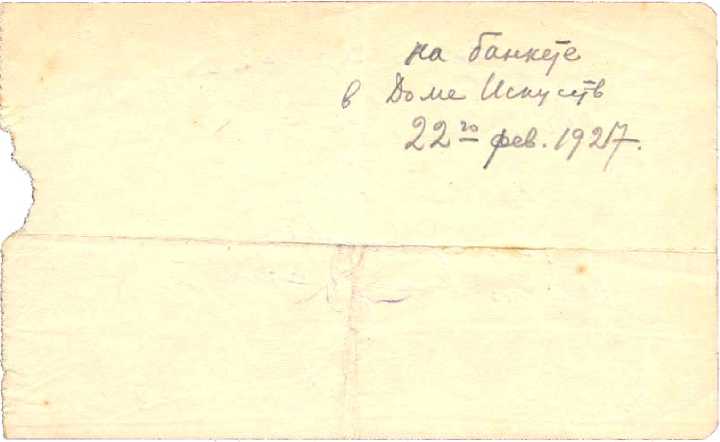 на банкете
в Доме Искусств
22го фев. 1927.